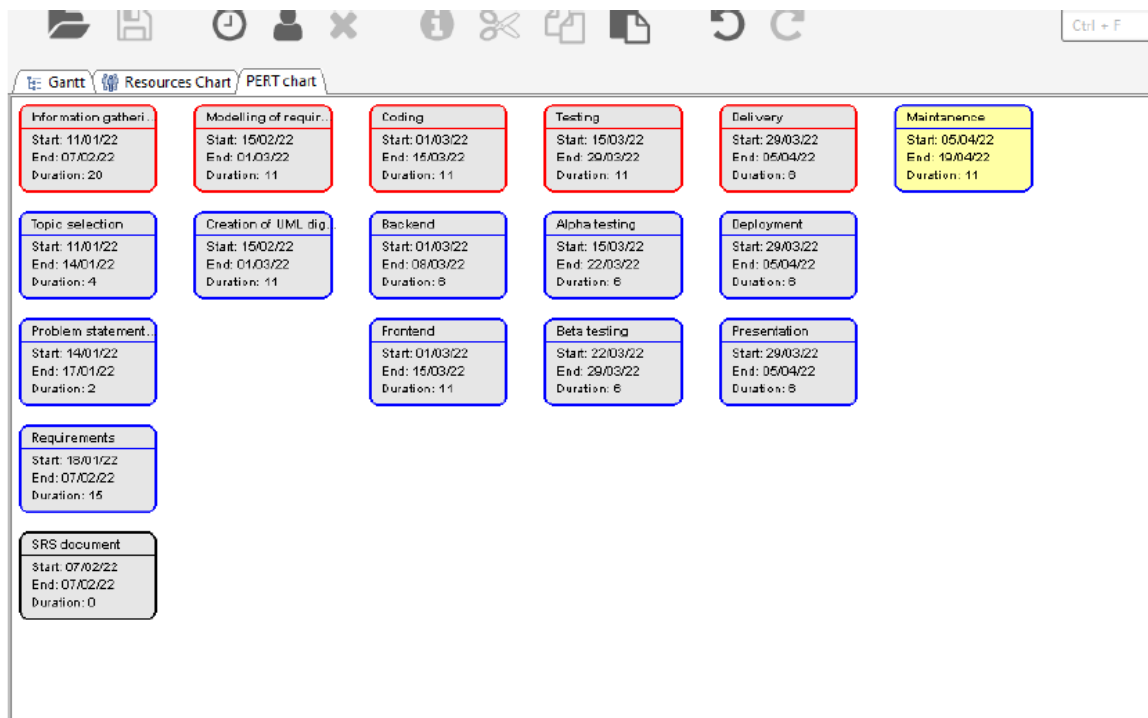 Ctrl + F
Gantt
Resources Chart
PERT chart
Information gatheri..
Start: 11/01/22
End: 07/02/22
Duration: 20
Modelling of requir..
Start: 15/02/22
End: 01/03/22
Duration: 11
Coding
Start: 01/03/22
End: 15/03/22
Duration: 11
Testing
Start: 15/03/22
End: 29/03/22
Duration: 11
Delivery
Start: 29/03/22
End: 05/04/22
Duration: 6
Maintanence
Start: 05/04/22
End: 19/04/22
Duration: 11
Topic selection
Start: 11/01/22
End: 14/01/22
Duration: 4
Creation of UML dig..
Start: 15/02/22
End: 01/03/22
Duration: 11
Backend
Start: 01/03/22
End: 08/03/22
Duration: 6
Alpha testing
Start: 15/03/22
End: 22/03/22
Duration: 6
Deployment
Start: 29/03/22
End: 05/04/22
Duration: 6
Problem statement..
Start: 14/01/22
End: 17/01/22
Duration: 2
Frontend
Start: 01/03/22
End: 15/03/22
Duration: 11
Beta testing
Start: 22/03/22
End: 29/03/22
Duration: 6
Presentation
Start: 29/03/22
End: 05/04/22
Duration: 6
Requirements
Start: 18/01/22
End: 07/02/22
Duration: 15
SRS document
Start: 07/02/22
End: 07/02/22
Duration: 0